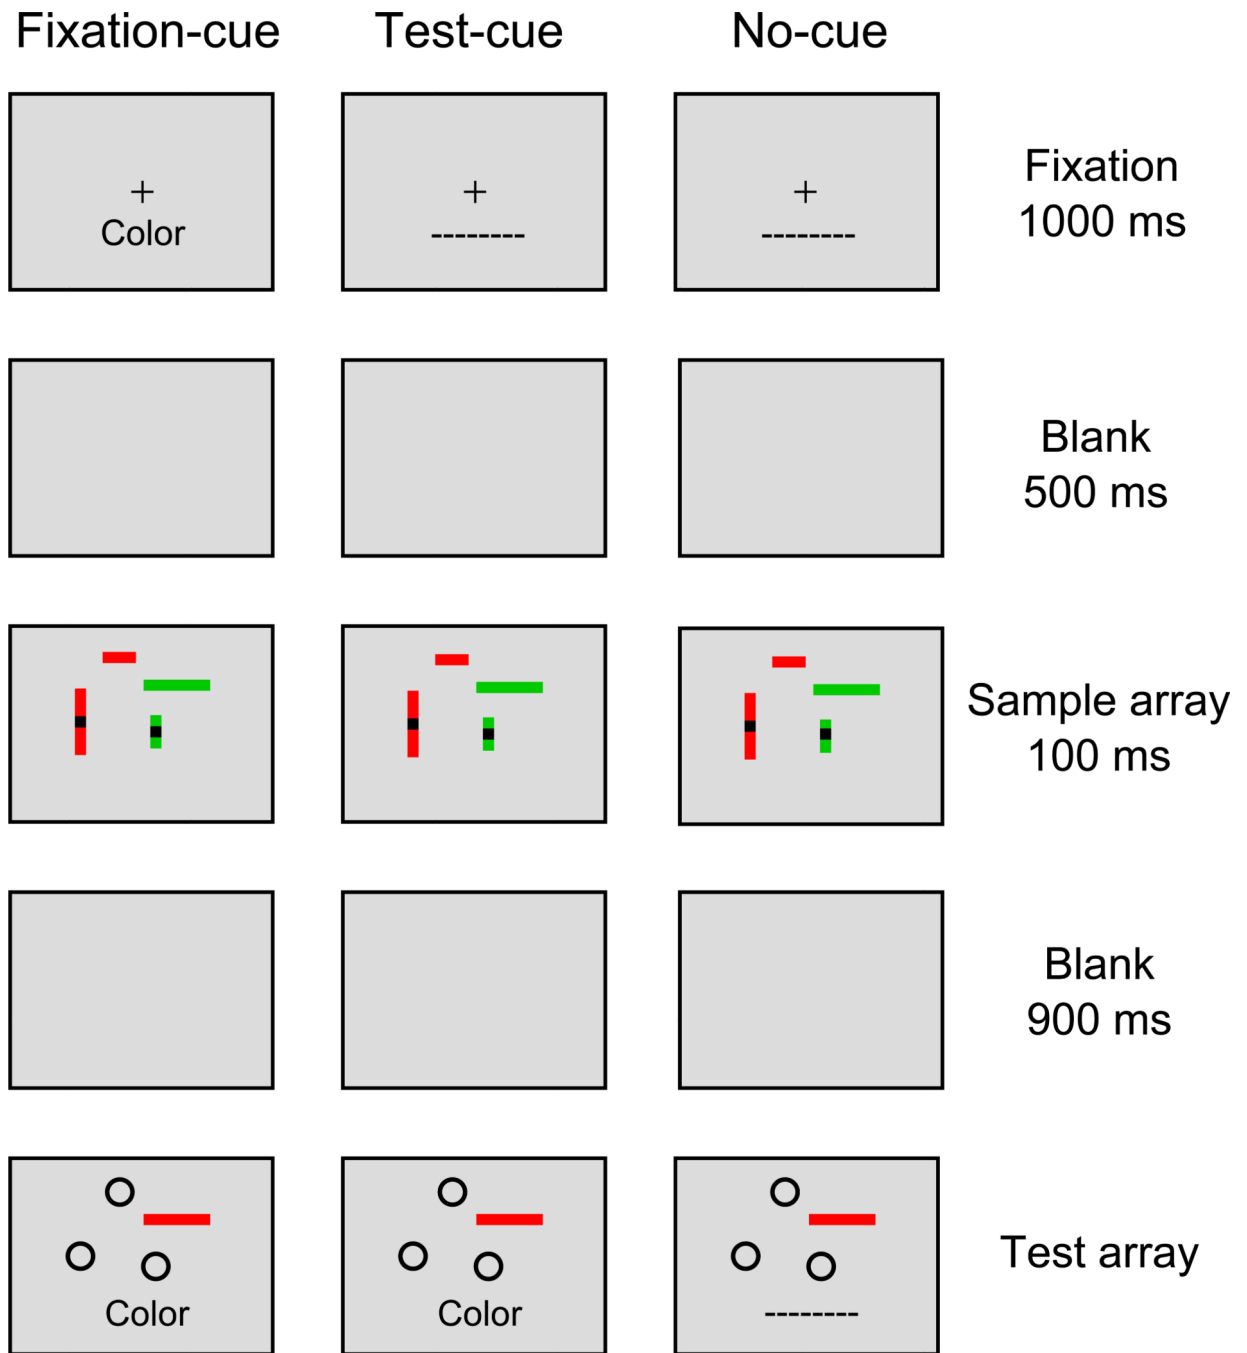 Fixation-cue Test-cue No-cue
+ + +
Fixation
Color -------- --------
1000 ms
Blank
500 ms
Sample array
100 ms
Blank
900 ms
Test array
Color Color --------